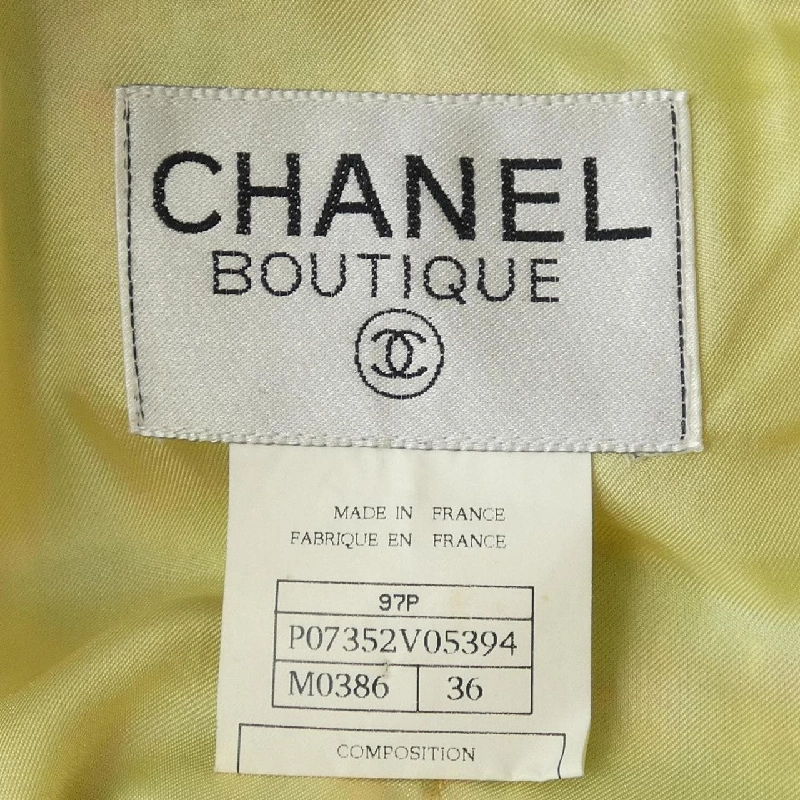 CHANEL
BOUTIQUE
MADE IN FRANCE
FABRIQUE EN FRANCE
97P
P07352V05394
M0386 36
COMPOSITION